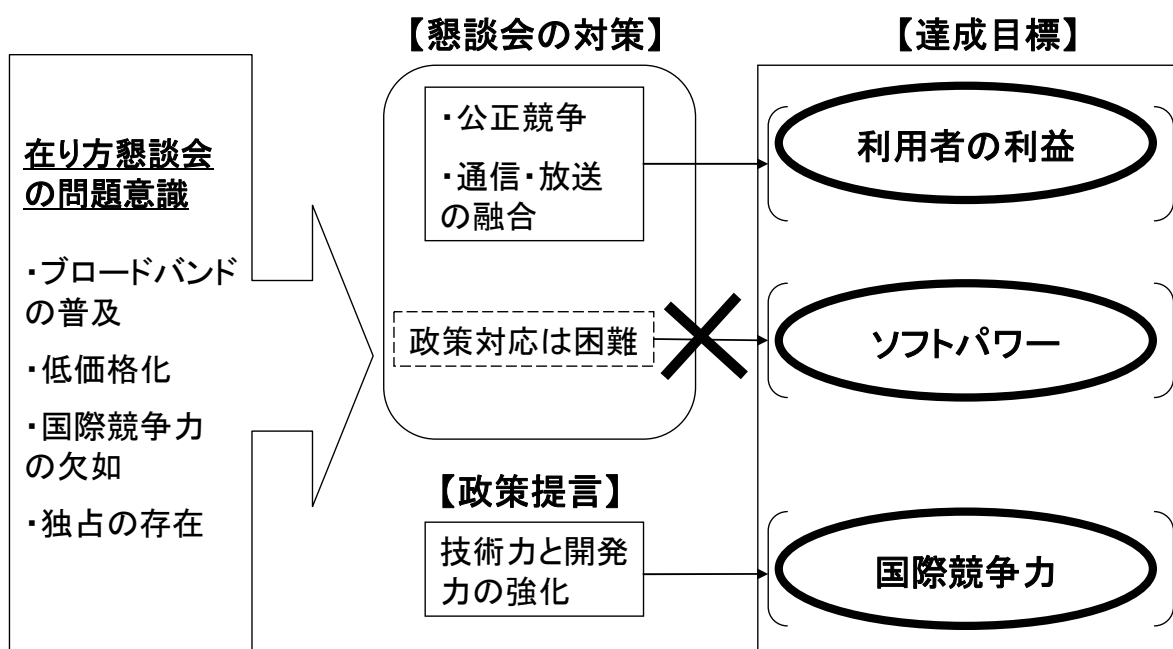 在り方懇談会
の問題意識
・ブロードバンド
の普及
・低価格化
・国際競争力
の欠如
・独占の存在
【懇談会の対策】
・公正競争
・通信・放送
の融合
政策対応は困難
【政策提言】
技術力と開発
力の強化
【達成目標】
利用者の利益
ソフトパワー
国際競争力